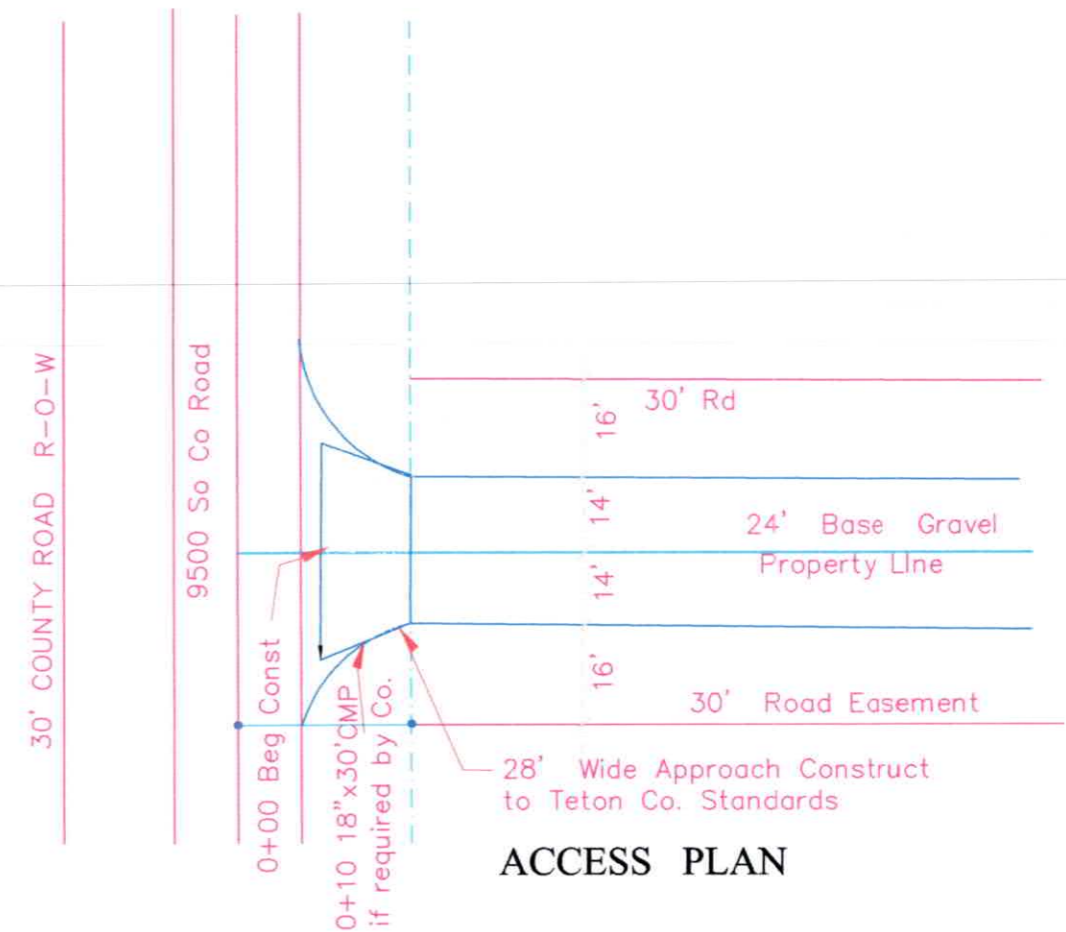 30' COUNTY ROAD R-O-W
9500 So Co Road
0+00 Beg Const
0+10 18"x30'CMP
if required by Co.
16'
14'
14'
16'
30' Rd
24' Base Gravel
Property LIne
30' Road Easement
28' Wide Approach Construct
to Teton Co. Standards
ACCESS PLAN